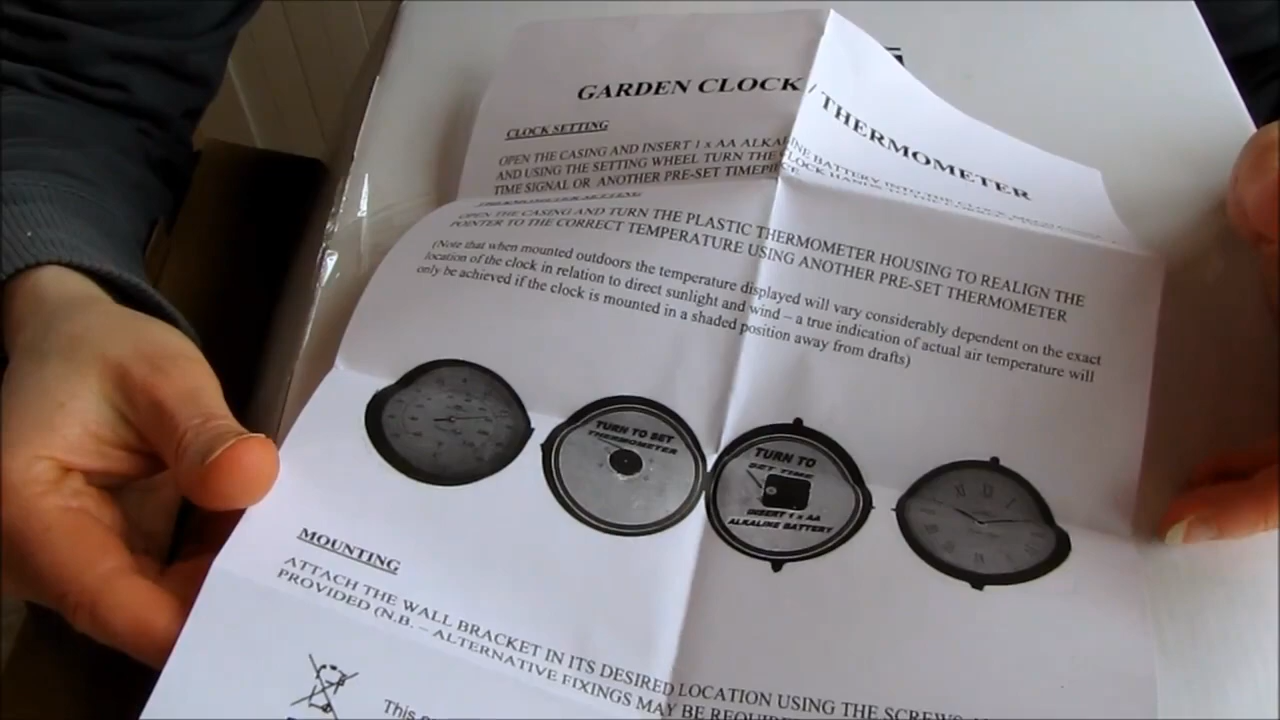 GARDEN CLOCK / THERMOMETER
CLOCK SETTING
OPEN THE CASING AND INSERT 1 x AA ALKALINE BATTERY INTO THE CLOCK
AND USING THE SETTING WHEEL TURN THE CLOCK HANDS
TIME SIGNAL OR ANOTHER PRE-SET TIMEPIECE
THERMOMETER SETTING
OPEN THE CASING AND TURN THE PLASTIC THERMOMETER HOUSING TO REALIGN THE
POINTER TO THE CORRECT TEMPERATURE USING ANOTHER PRE-SET THERMOMETER
(Note that when mounted outdoors the temperature displayed will vary considerably dependent on the exact
location of the clock in relation to direct sunlight and wind – a true indication of actual air temperature will
only be achieved if the clock is mounted in a shaded position away from drafts)
TURN TO SET
THERMOMETER
TURN TO
SET TIME
INSERT 1 x AA
ALKALINE BATTERY
MOUNTING
ATTACH THE WALL BRACKET IN ITS DESIRED LOCATION USING THE SCREWS
PROVIDED (N.B. – ALTERNATIVE FIXINGS MAY BE REQUIRED
This